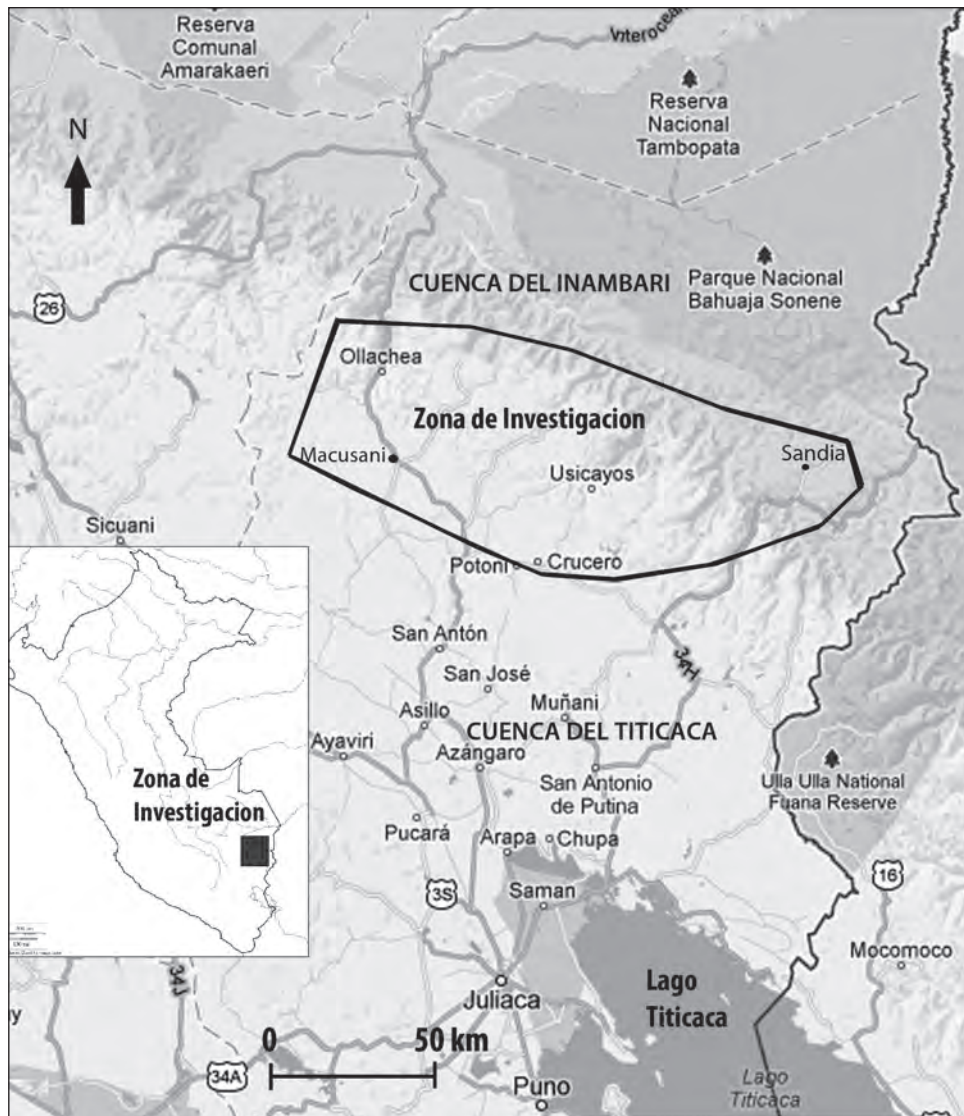 Reserva
Comunal
Amarakaeri
Interoceán
Reserva
Nacional
Tambopata
N
CUENCA DEL INAMBARI
Parque Nacional
Bahuaja Sonene
26
Ollachea
Zona de Investigacion
Macusani
Sandia
Usicayos
Sicuani
Potoni
Crucero
San Antón
34H
San José
Muñani
Asillo
CUENCA DEL TITICACA
Ayaviri
Azángaro
Zona de
Investigacion
San Antonio
de Putina
Ulla Ulla National
Fuana Reserve
Pucará
Arapa
Chupa
16
3S
Saman
Mocomoco
34J
Lago
Titicaca
Juliaca
0 50 km
34A
Puno
Lago
Titicaca